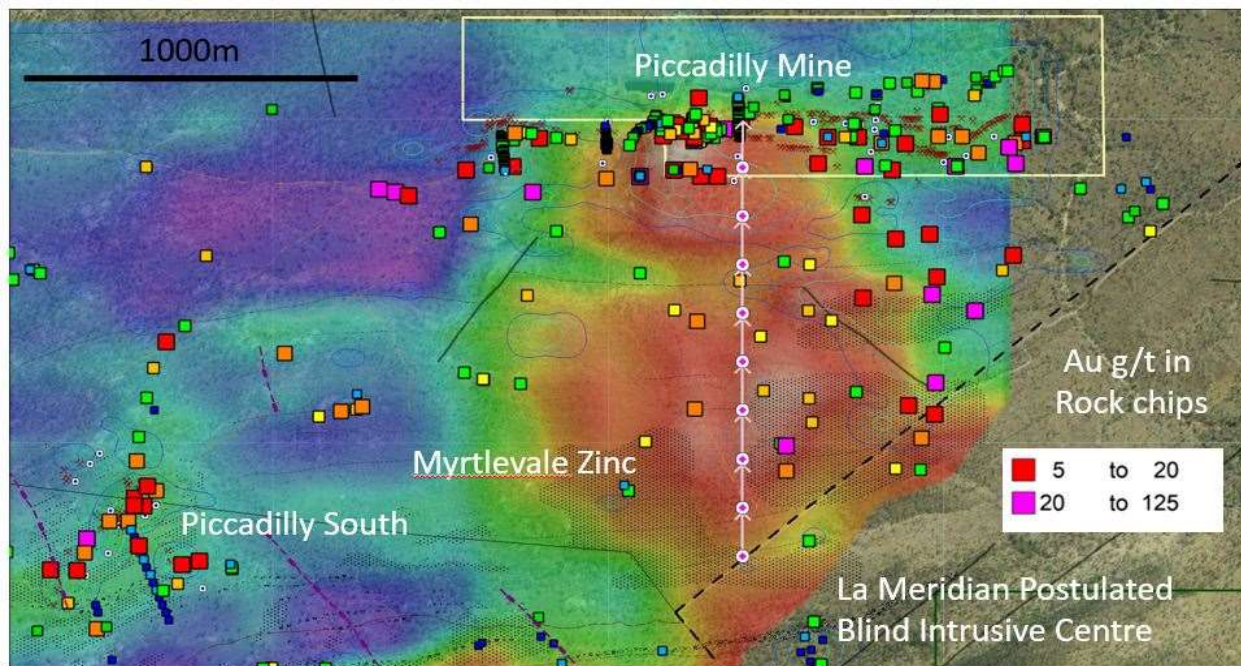 1000m
Piccadilly Mine
Au g/t in
Rock chips
5 to 20
20 to 125
Myrtlevale Zinc
Piccadilly South
La Meridian Postulated
Blind Intrusive Centre